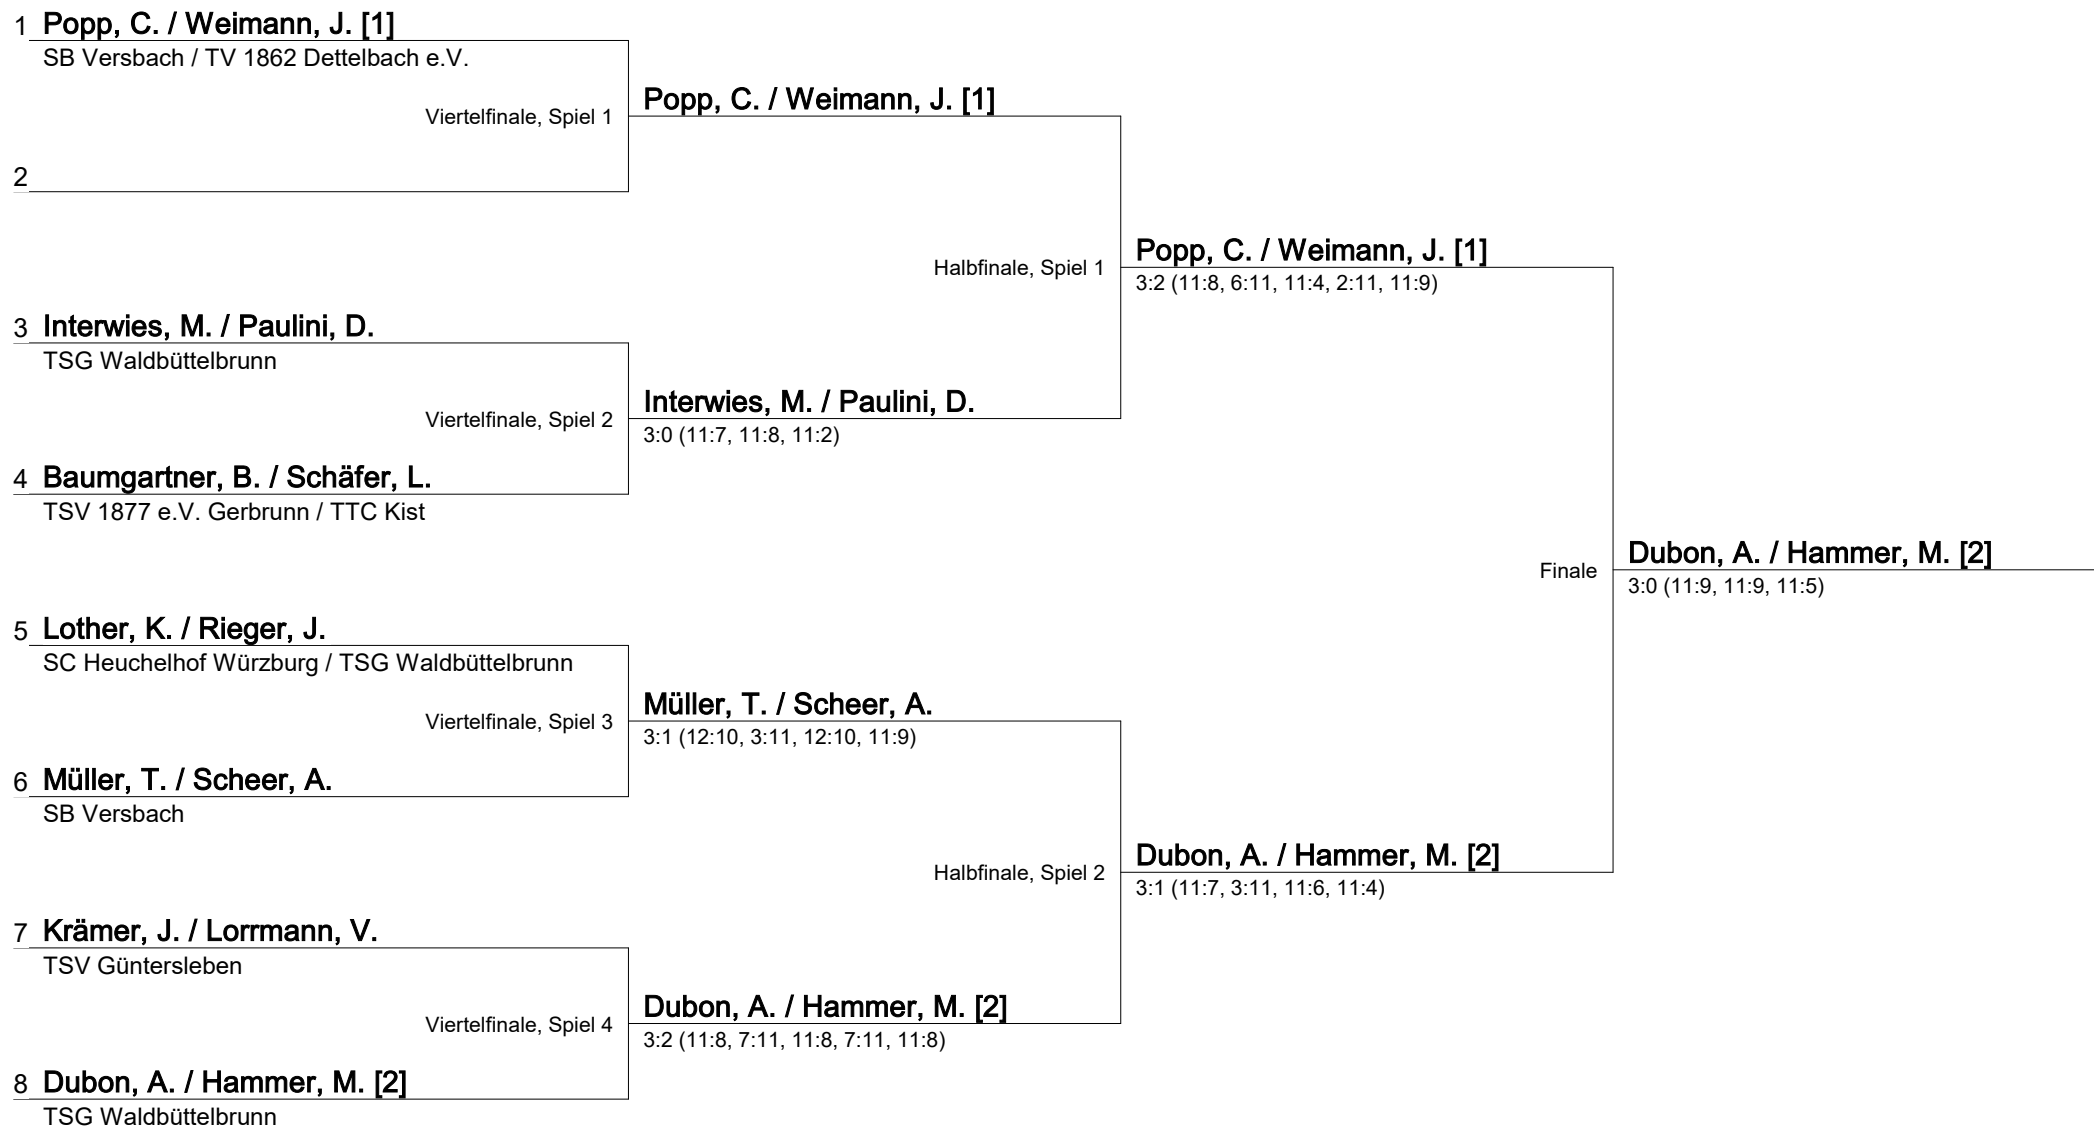 1 Popp, C. / Weimann, J. [1]
SB Versbach / TV 1862 Dettelbach e.V.
Viertelfinale, Spiel 1
Popp, C. / Weimann, J. [1]
2
Halbfinale, Spiel 1
Popp, C. / Weimann, J. [1]
3:2 (11:8, 6:11, 11:4, 2:11, 11:9)
3 Interwies, M. / Paulini, D.
TSG Waldbüttelbrunn
Viertelfinale, Spiel 2
Interwies, M. / Paulini, D.
3:0 (11:7, 11:8, 11:2)
4 Baumgartner, B. / Schäfer, L.
TSV 1877 e.V. Gerbrunn / TTC Kist
Finale
Dubon, A. / Hammer, M. [2]
3:0 (11:9, 11:9, 11:5)
5 Lother, K. / Rieger, J.
SC Heuchelhof Würzburg / TSG Waldbüttelbrunn
Viertelfinale, Spiel 3
Müller, T. / Scheer, A.
3:1 (12:10, 3:11, 12:10, 11:9)
6 Müller, T. / Scheer, A.
SB Versbach
Halbfinale, Spiel 2
Dubon, A. / Hammer, M. [2]
3:1 (11:7, 3:11, 11:6, 11:4)
7 Krämer, J. / Lorrmann, V.
TSV Güntersleben
Viertelfinale, Spiel 4
Dubon, A. / Hammer, M. [2]
3:2 (11:8, 7:11, 11:8, 7:11, 11:8)
8 Dubon, A. / Hammer, M. [2]
TSG Waldbüttelbrunn